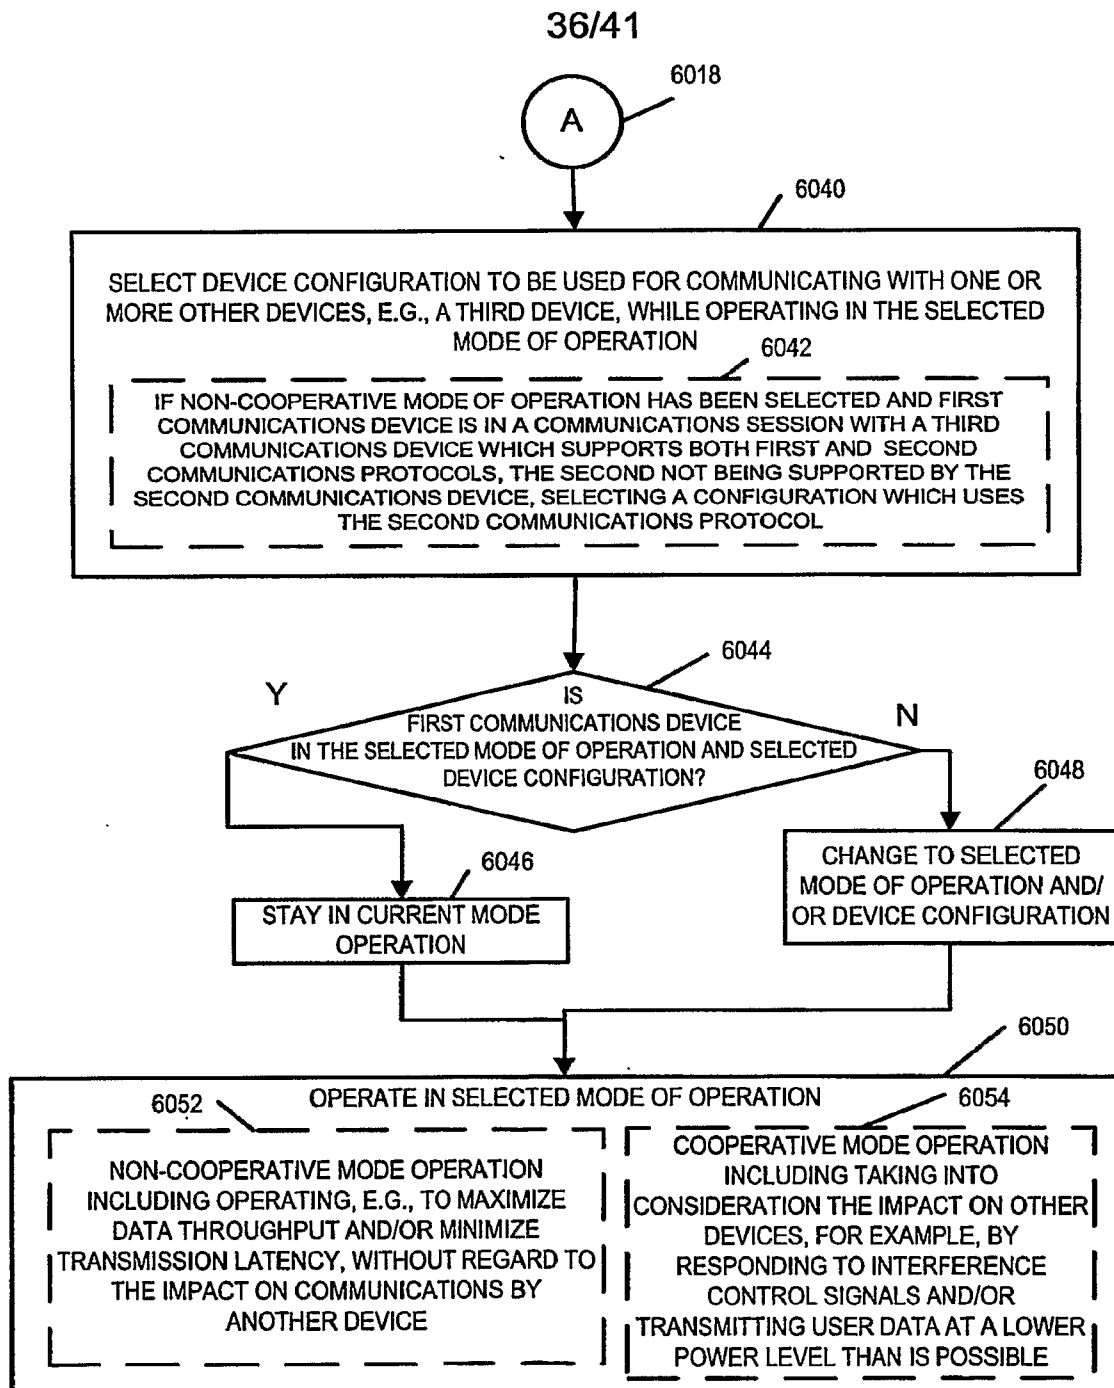 36/41
6018
A
6040
SELECT DEVICE CONFIGURATION TO BE USED FOR COMMUNICATING WITH ONE OR
MORE OTHER DEVICES, E.G., A THIRD DEVICE, WHILE OPERATING IN THE SELECTED
MODE OF OPERATION
6042
IF NON-COOPERATIVE MODE OF OPERATION HAS BEEN SELECTED AND FIRST
COMMUNICATIONS DEVICE IS IN A COMMUNICATIONS SESSION WITH A THIRD
COMMUNICATIONS DEVICE WHICH SUPPORTS BOTH FIRST AND SECOND
COMMUNICATIONS PROTOCOLS, THE SECOND NOT BEING SUPPORTED BY THE
SECOND COMMUNICATIONS DEVICE, SELECTING A CONFIGURATION WHICH USES
THE SECOND COMMUNICATIONS PROTOCOL
6044
Y
IS
FIRST COMMUNICATIONS DEVICE
IN THE SELECTED MODE OF OPERATION AND SELECTED
DEVICE CONFIGURATION?
N
6046
STAY IN CURRENT MODE
OPERATION
6048
CHANGE TO SELECTED
MODE OF OPERATION AND/
OR DEVICE CONFIGURATION
6050
OPERATE IN SELECTED MODE OF OPERATION
6052
NON-COOPERATIVE MODE OPERATION
INCLUDING OPERATING, E.G., TO MAXIMIZE
DATA THROUGHPUT AND/OR MINIMIZE
TRANSMISSION LATENCY, WITHOUT REGARD TO
THE IMPACT ON COMMUNICATIONS BY
ANOTHER DEVICE
6054
COOPERATIVE MODE OPERATION
INCLUDING TAKING INTO
CONSIDERATION THE IMPACT ON OTHER
DEVICES, FOR EXAMPLE, BY
RESPONDING TO INTERFERENCE
CONTROL SIGNALS AND/OR
TRANSMITTING USER DATA AT A LOWER
POWER LEVEL THAN IS POSSIBLE